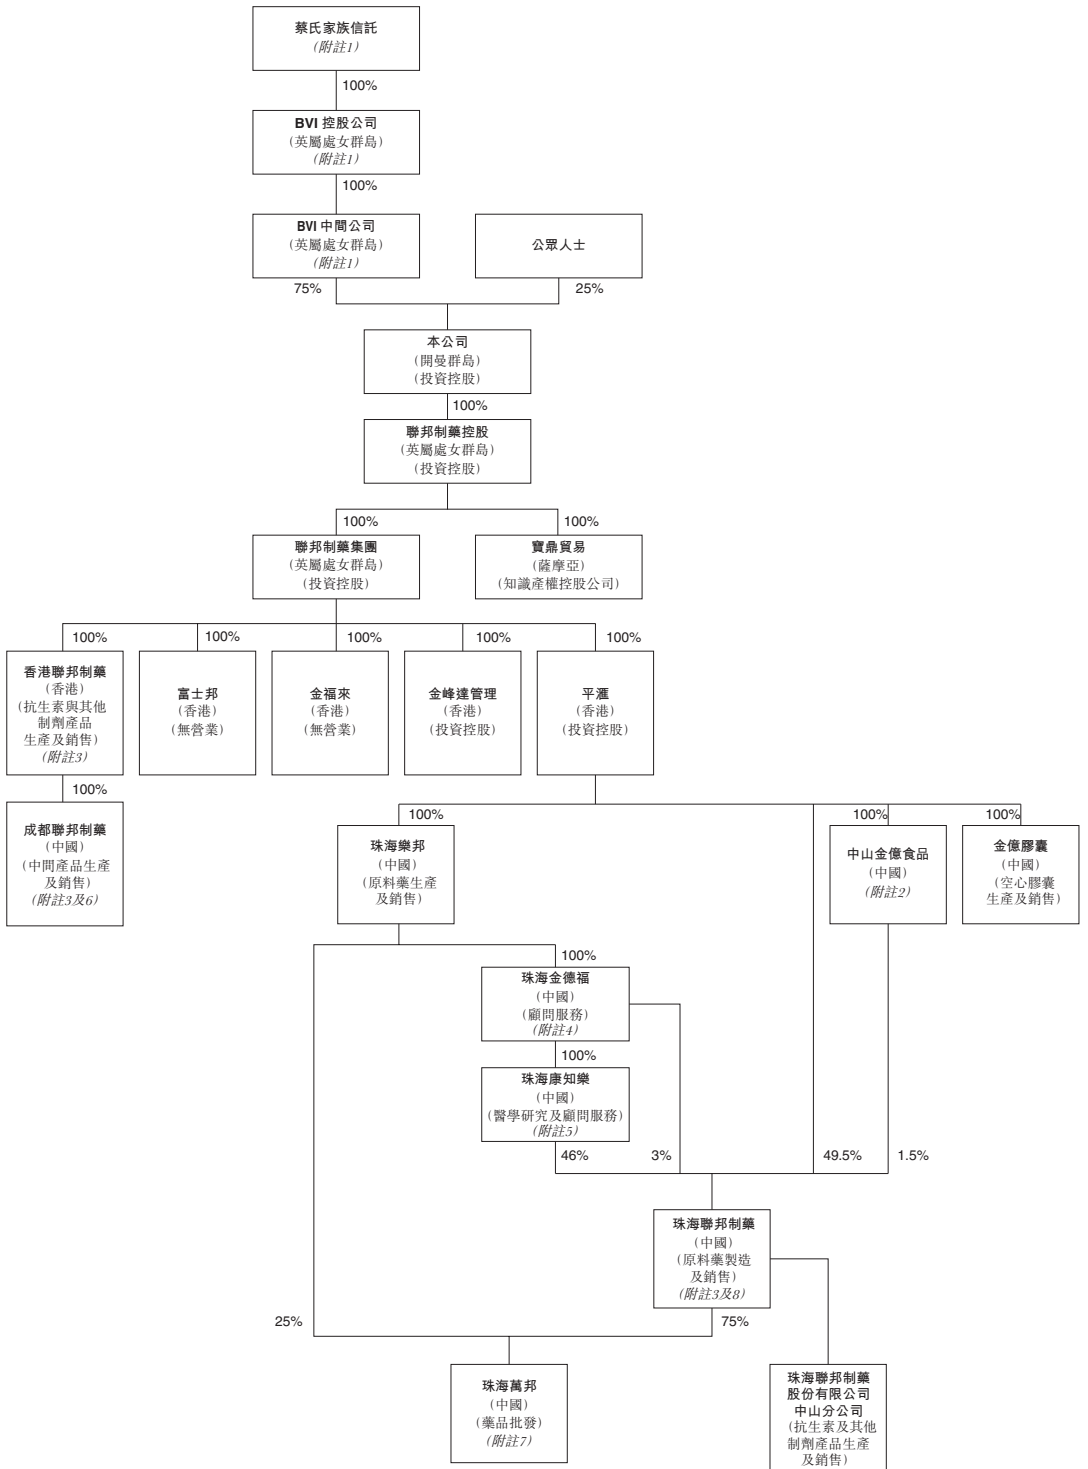 蔡氏家族信託
(附註1)
100%
BVI 控股公司
(英屬處女群島)
(附註1)
100%
BVI 中間公司
(英屬處女群島)
(附註1)
公眾人士
75%
25%
本公司
(開曼群島)
(投資控股)
100%
聯邦制藥控股
(英屬處女群島)
(投資控股)
100%
100%
聯邦制藥集團
(英屬處女群島)
(投資控股)
寶鼎貿易
(薩摩亞)
(知識產權控股公司)
100%
100%
100%
100%
100%
香港聯邦制藥
(香港)
(抗生素與其他
制劑產品
生產及銷售)
(附註3)
富士邦
(香港)
(無營業)
金福來
(香港)
(無營業)
金峰達管理
(香港)
(投資控股)
平滙
(香港)
(投資控股)
100%
100%
100%
100%
成都聯邦制藥
(中國)
(中間產品生產
及銷售)
(附註3及6)
珠海樂邦
(中國)
(原料藥生產
及銷售)
中山金億食品
(中國)
(附註2)
金億膠囊
(中國)
(空心膠囊
生產及銷售)
100%
珠海金德福
(中國)
(顧問服務)
(附註4)
100%
珠海康知樂
(中國)
(醫學研究及顧問服務)
(附註5)
46%
3%
49.5%
1.5%
珠海聯邦制藥
(中國)
(原料藥製造
及銷售)
(附註3及8)
25%
75%
珠海萬邦
(中國)
(藥品批發)
(附註7)
珠海聯邦制藥
股份有限公司
中山分公司
(抗生素及其他
制劑產品生產
及銷售)